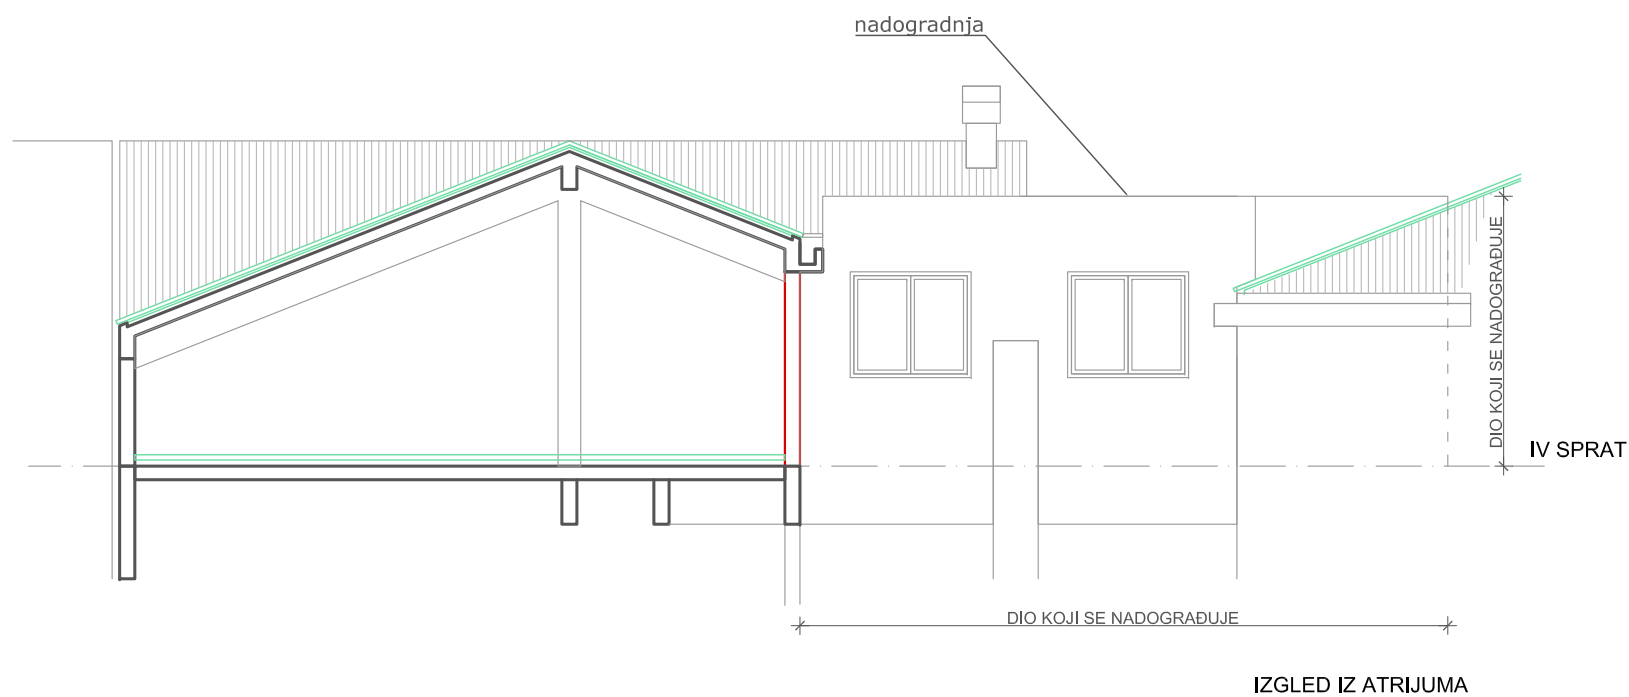 nadogradnja
DIO KOJI SE NADOGRAĐUJE
IV SPRAT
DIO KOJI SE NADOGRAĐUJE
IZGLED IZ ATRIJUMA